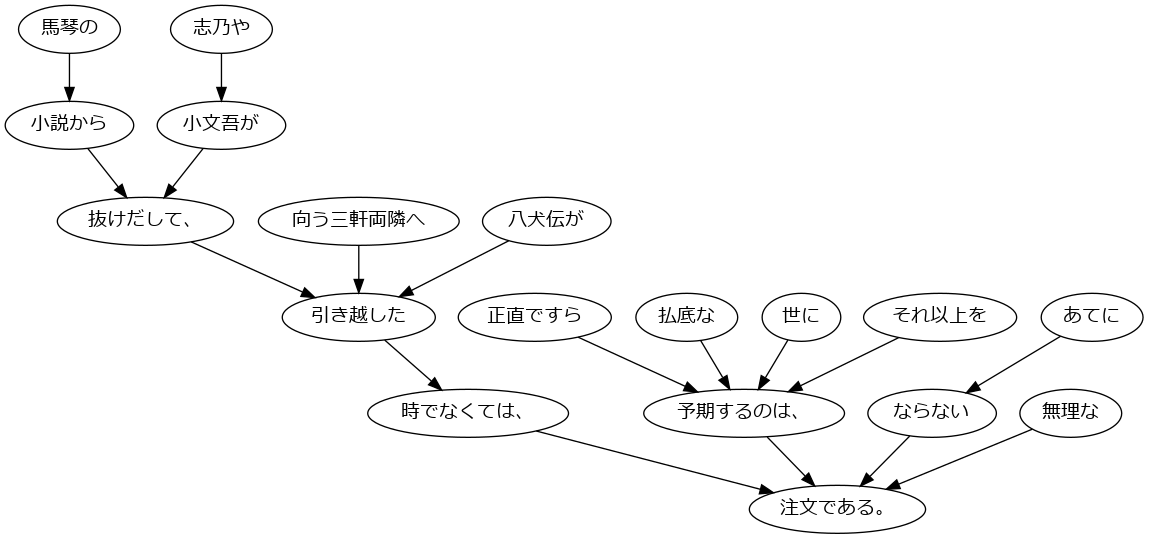 馬琴の
志乃や
小説から
小文吾が
抜けだして、
向う三軒両隣へ
八犬伝が
引き越した
正直ですら
払底な
世に
それ以上を
あてに
時でなくては、
予期するのは、
ならない
無理な
注文である。